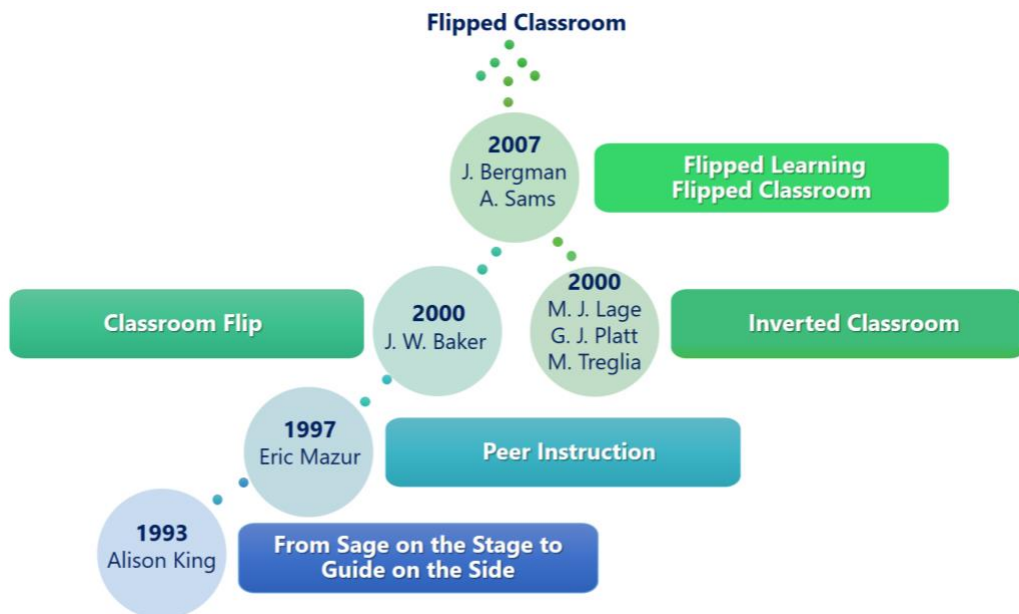 Flipped Classroom
2007
J. Bergman
A. Sams
Flipped Learning
Flipped Classroom
Classroom Flip
2000
J. W. Baker
2000
M. J. Lage
G. J. Platt
M. Treglia
Inverted Classroom
1997
Eric Mazur
Peer Instruction
1993
Alison King
From Sage on the Stage to
Guide on the Side